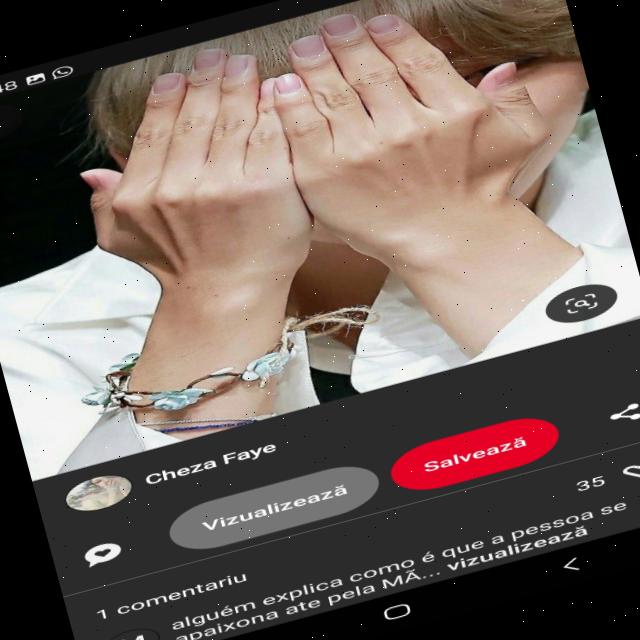 48
Cheza Faye
Vizualizează
Salvează
35
1 comentariu
alguém explica como é que a pessoa se
apaixona ate pela MÃ... vizualizează